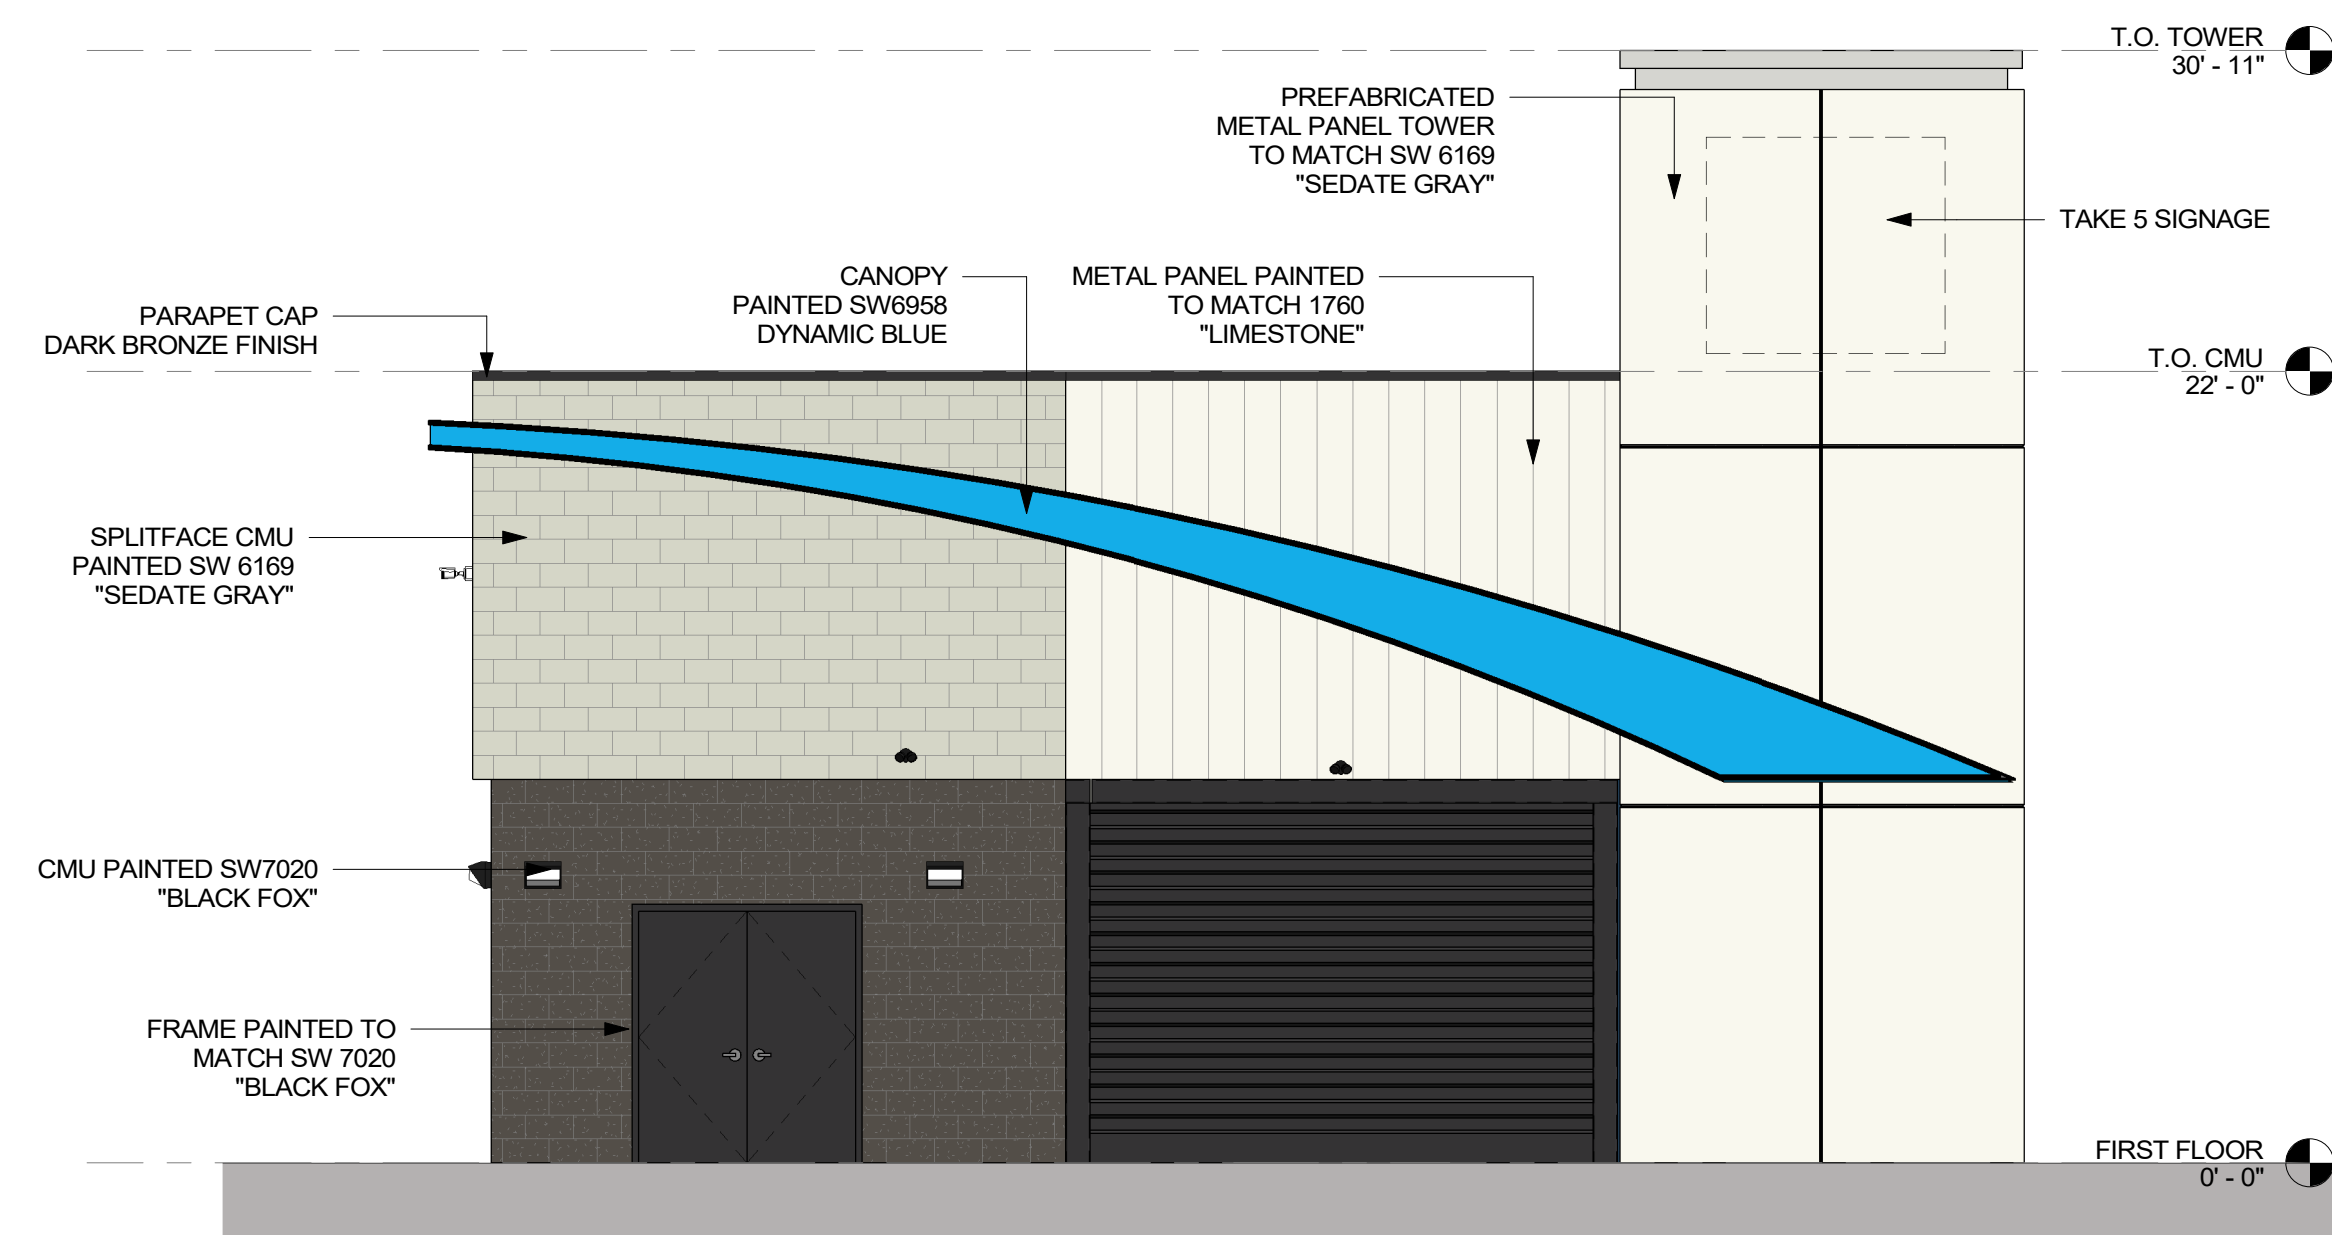 T.O. TOWER
30' - 11"
PREFABRICATED
METAL PANEL TOWER
TO MATCH SW 6169
"SEDATE GRAY"
TAKE 5 SIGNAGE
CANOPY
PAINTED SW6958
DYNAMIC BLUE
METAL PANEL PAINTED
TO MATCH 1760
"LIMESTONE"
PARAPET CAP
DARK BRONZE FINISH
T.O. CMU
22' - 0"
SPLITFACE CMU
PAINTED SW 6169
"SEDATE GRAY"
CMU PAINTED SW7020
"BLACK FOX"
FRAME PAINTED TO
MATCH SW 7020
"BLACK FOX"
FIRST FLOOR
0' - 0"